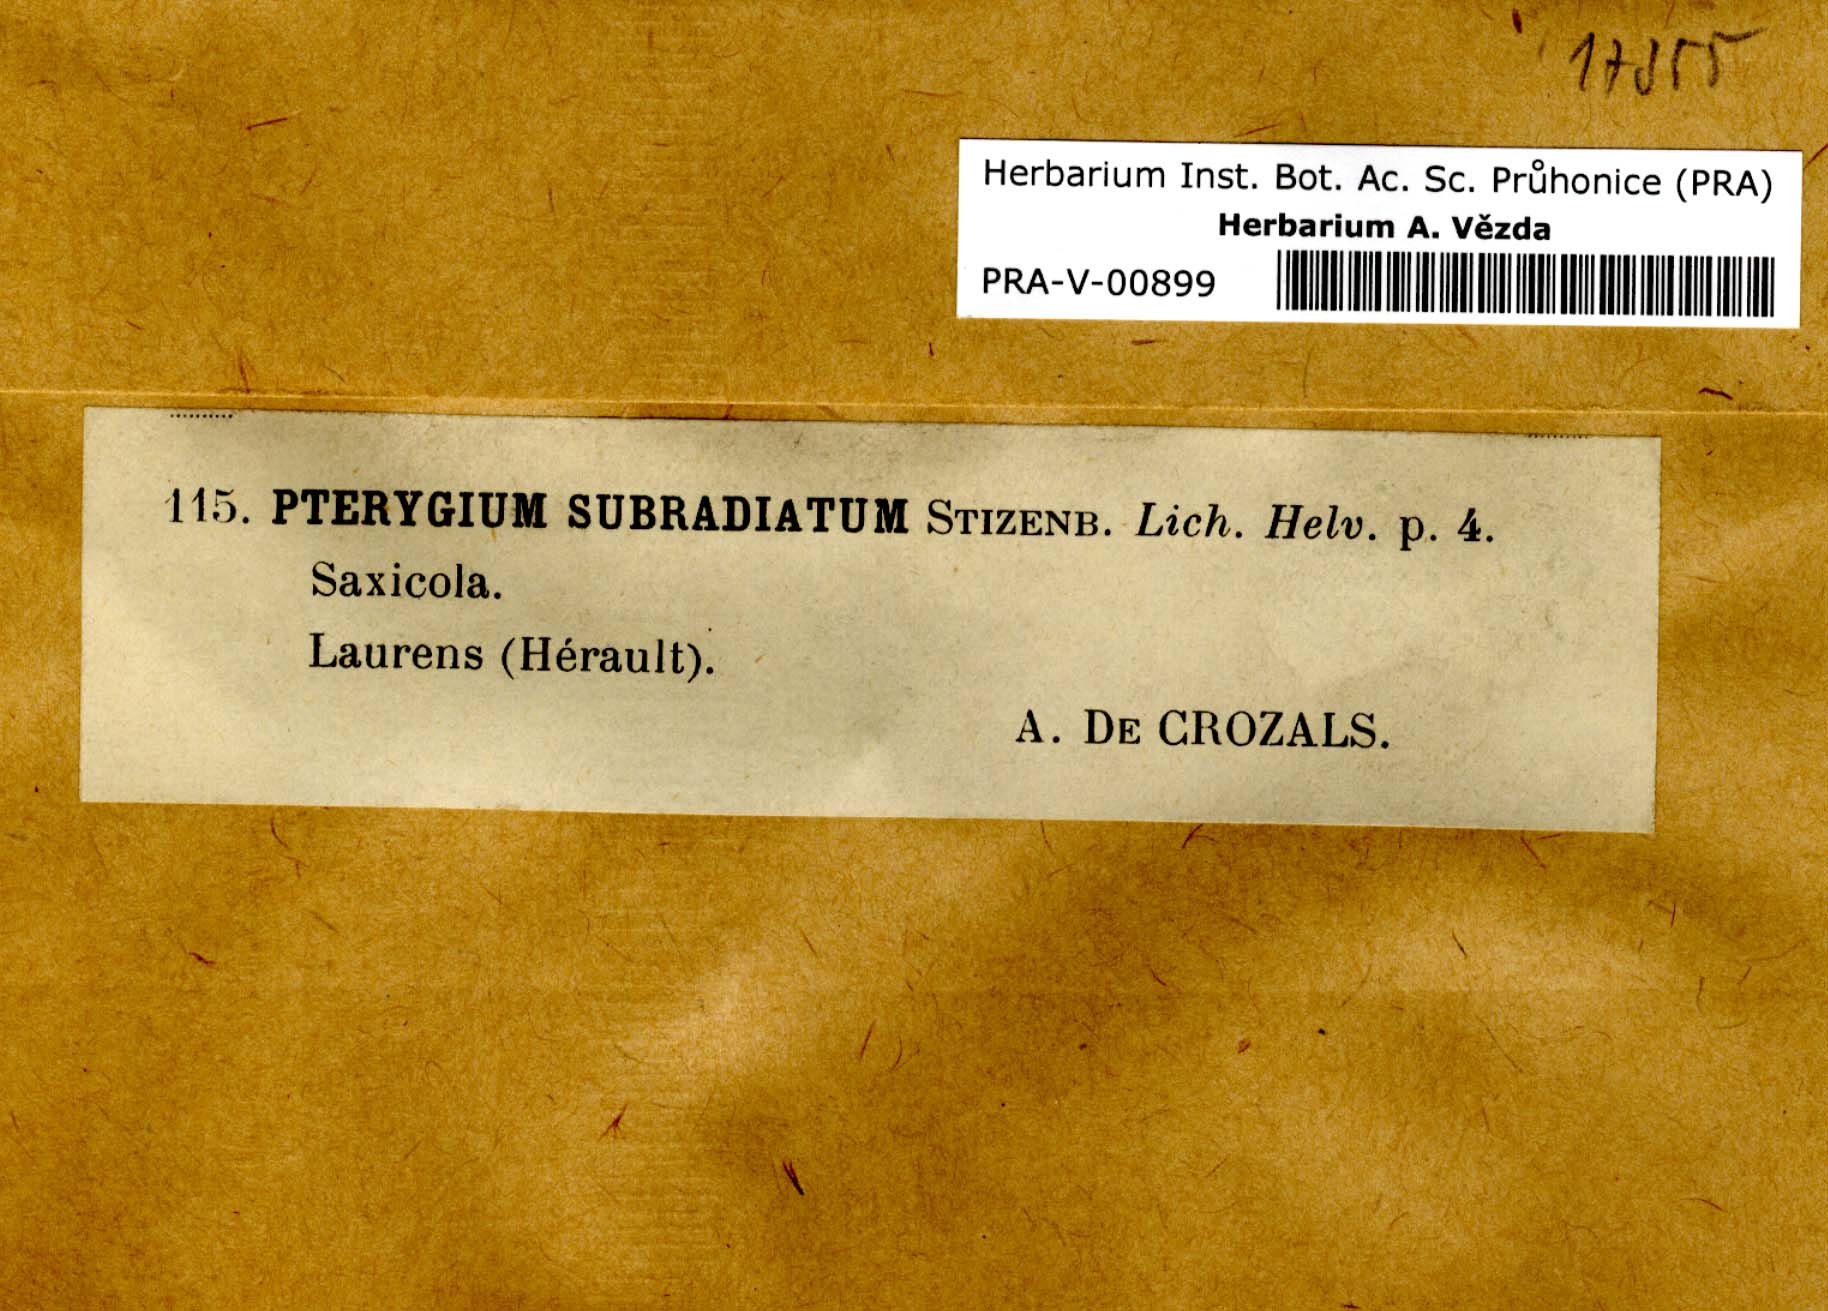 17855
Herbarium Inst. Bot. Ac. Sc. Průhonice (PRA)
Herbarium A. Vězda
PRA-V-00899
115. PTERYGIUM SUBRADIATUM STIZENB. Lich. Helv. p. 4.
Saxicola.
Laurens (Hérault).
A. DE CROZALS.